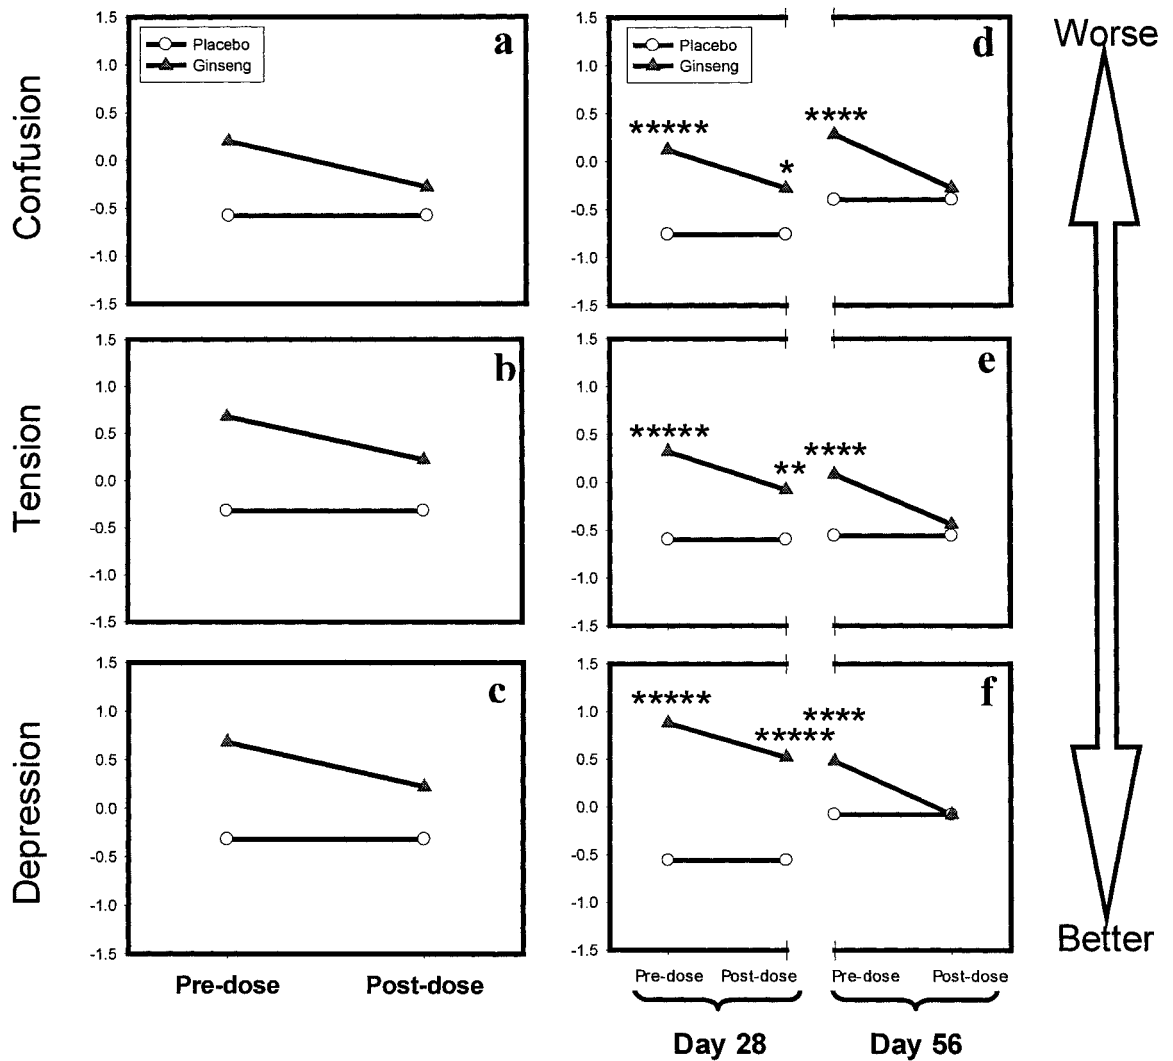 Confusion
1.5
1.0
0.5
0.0
-0.5
-1.0
-1.5
Placebo
Ginseng
a
1.5
1.0
0.5
0.0
-0.5
-1.0
-1.5
Placebo
Ginseng
d
*****
*
****
Worse
Tension
1.5
1.0
0.5
0.0
-0.5
-1.0
-1.5
b
1.5
1.0
0.5
0.0
-0.5
-1.0
-1.5
e
*****
**
****
Depression
1.5
1.0
0.5
0.0
-0.5
-1.0
-1.5
c
1.5
1.0
0.5
0.0
-0.5
-1.0
-1.5
f
*****
*****
****
Better
Pre-dose Post-dose
Pre-dose Post-dose Pre-dose Post-dose
Day 28 Day 56